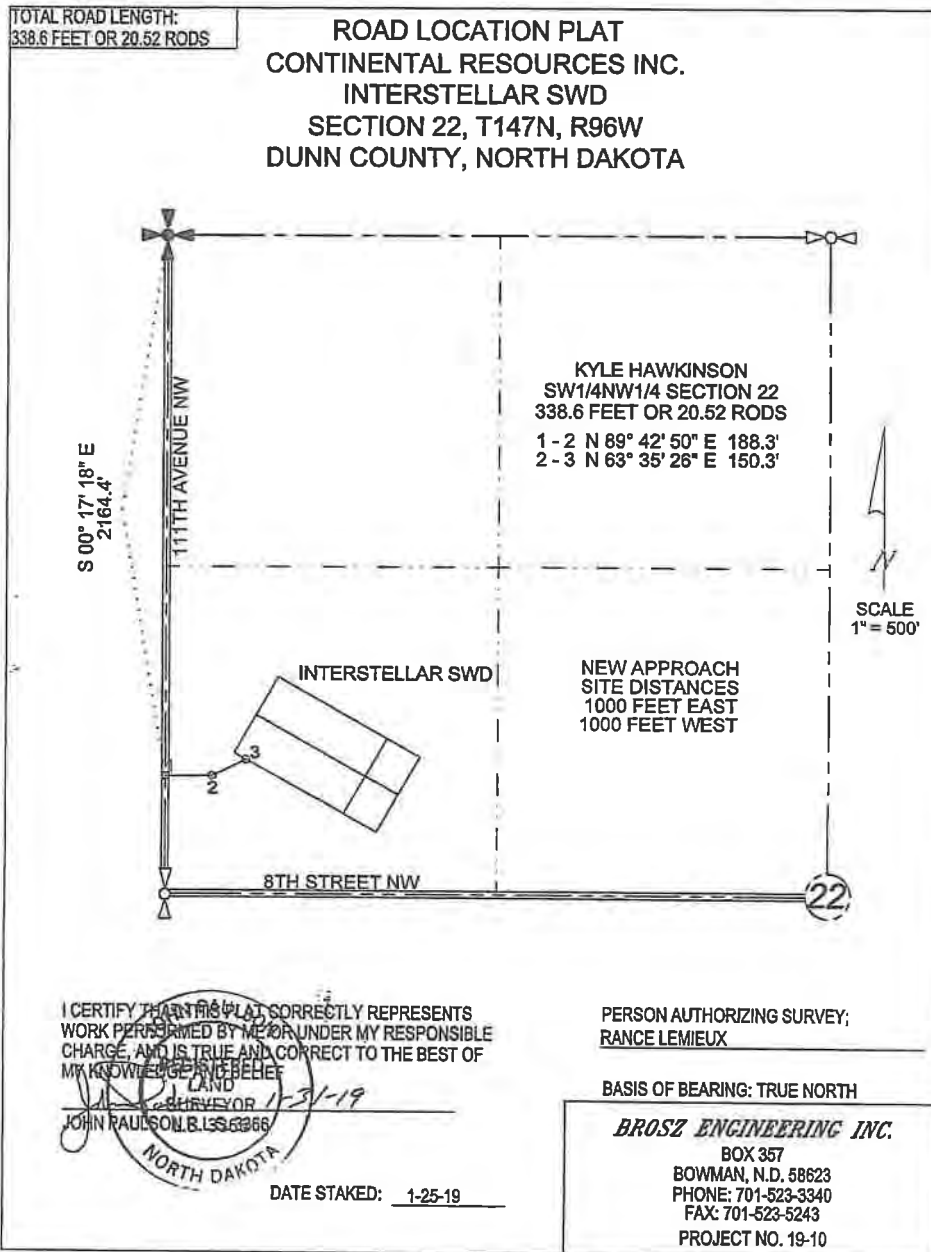 TOTAL ROAD LENGTH:
338.6 FEET OR 20.52 RODS
ROAD LOCATION PLAT
CONTINENTAL RESOURCES INC.
INTERSTELLAR SWD
SECTION 22, T147N, R96W
DUNN COUNTY, NORTH DAKOTA
KYLE HAWKINSON
SW1/4NW1/4 SECTION 22
338.6 FEET OR 20.52 RODS
1 - 2 N 89° 42' 50" E 188.3'
2 - 3 N 63° 35' 26" E 150.3'
111TH AVENUE NW
S 00° 17' 18" E
2164.4'
N
SCALE
1" = 500'
INTERSTELLAR SWD
NEW APPROACH
SITE DISTANCES
1000 FEET EAST
1000 FEET WEST
3
2
8TH STREET NW
22
I CERTIFY THAT THIS PLAT CORRECTLY REPRESENTS
WORK PERFORMED BY ME OR UNDER MY RESPONSIBLE
CHARGE, AND IS TRUE AND CORRECT TO THE BEST OF
MY KNOWLEDGE AND BELIEF
LAND
SURVEYOR 1-31-19
JOHN PAULSON
NORTH DAKOTA
DATE STAKED: 1-25-19
PERSON AUTHORIZING SURVEY;
RANCE LEMIEUX
BASIS OF BEARING: TRUE NORTH
BROSZ ENGINEERING INC.
BOX 357
BOWMAN, N.D. 58623
PHONE: 701-523-3340
FAX: 701-523-5243
PROJECT NO. 19-10